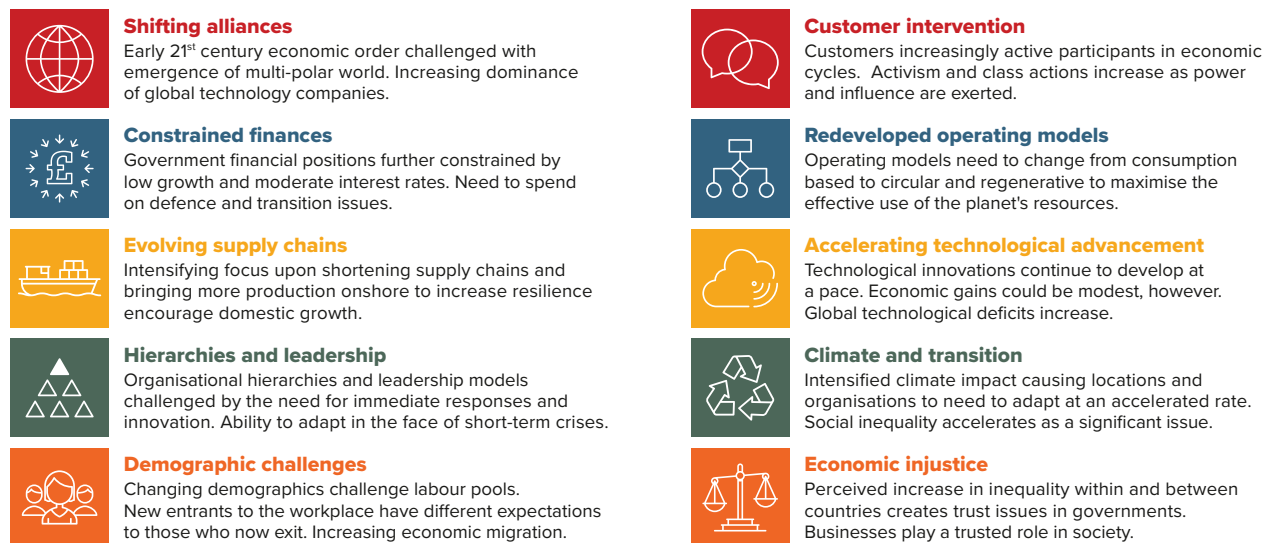 Shifting alliances
Early 21st century economic order challenged with
emergence of multi-polar world. Increasing dominance
of global technology companies.
Constrained finances
Government financial positions further constrained by
low growth and moderate interest rates. Need to spend
on defence and transition issues.
Evolving supply chains
Intensifying focus upon shortening supply chains and
bringing more production onshore to increase resilience
encourage domestic growth.
Hierarchies and leadership
Organisational hierarchies and leadership models
challenged by the need for immediate responses and
innovation. Ability to adapt in the face of short-term crises.
Demographic challenges
Changing demographics challenge labour pools.
New entrants to the workplace have different expectations
to those who now exit. Increasing economic migration.
Customer intervention
Customers increasingly active participants in economic
cycles.  Activism and class actions increase as power
and influence are exerted.
Redeveloped operating models
Operating models need to change from consumption
based to circular and regenerative to maximise the
effective use of the planet's resources.
Accelerating technological advancement
Technological innovations continue to develop at
a pace. Economic gains could be modest, however.
Global technological deficits increase.
Climate and transition
Intensified climate impact causing locations and
organisations to need to adapt at an accelerated rate.
Social inequality accelerates as a significant issue.
Economic injustice
Perceived increase in inequality within and between
countries creates trust issues in governments.
Businesses play a trusted role in society.